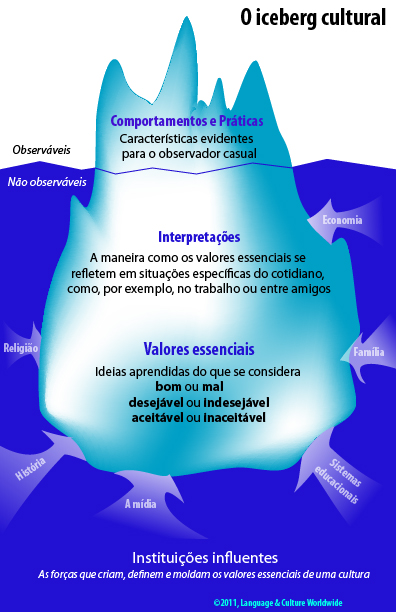 O iceberg cultural
Comportamentos e Práticas
Características evidentes
para o observador casual
Observáveis
Não observáveis
Economia
Interpretações
A maneira como os valores essenciais se
refletem em situações específicas do cotidiano,
como, por exemplo, no trabalho ou entre amigos
Religião
Família
Valores essenciais
Ideias aprendidas do que se considera
bom ou mal
desejável ou indesejável
aceitável ou inaceitável
História
A mídia
Sistemas
educacionais
Instituições influentes
As forças que criam, definem e moldam os valores essenciais de uma cultura
©2011, Language & Culture Worldwide